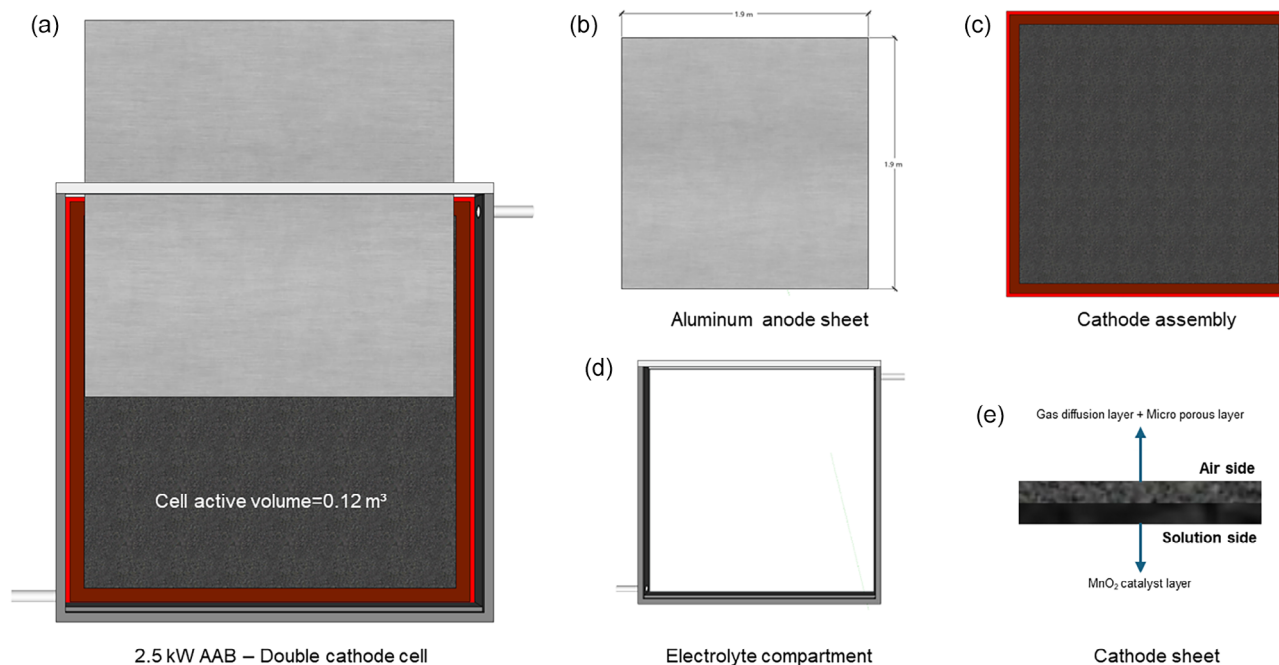 (a)
Cell active volume=0.12 m³
2.5 kW AAB – Double cathode cell
(b)
1.9 m
1.9 m
Aluminum anode sheet
(c)
Cathode assembly
(d)
Electrolyte compartment
(e)
Gas diffusion layer + Micro porous layer
Air side
Solution side
MnO₂ catalyst layer
Cathode sheet